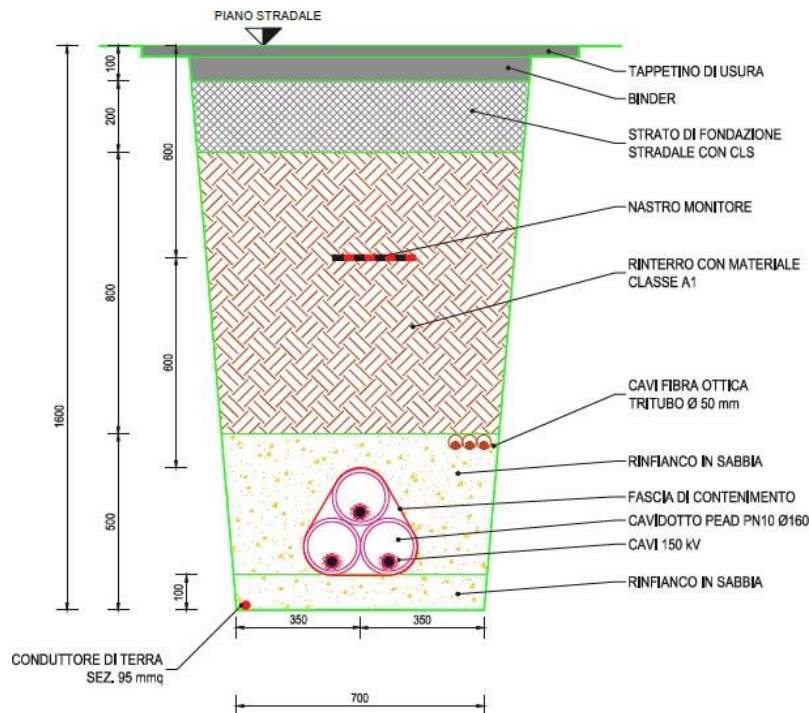 PIANO STRADALE
100
200
800
500
1600
600
600
100
TAPPETINO DI USURA
BINDER
STRATO DI FONDAZIONE
STRADALE CON CLS
NASTRO MONITORE
RINTERRO CON MATERIALE
CLASSE A1
CAVI FIBRA OTTICA
TRITUBO Ø 50 mm
RINFIANCO IN SABBIA
FASCIA DI CONTENIMENTO
CAVIDOTTO PEAD PN10 Ø160
CAVI 150 kV
RINFIANCO IN SABBIA
350
350
CONDUTTORE DI TERRA
SEZ. 95 mmq
700